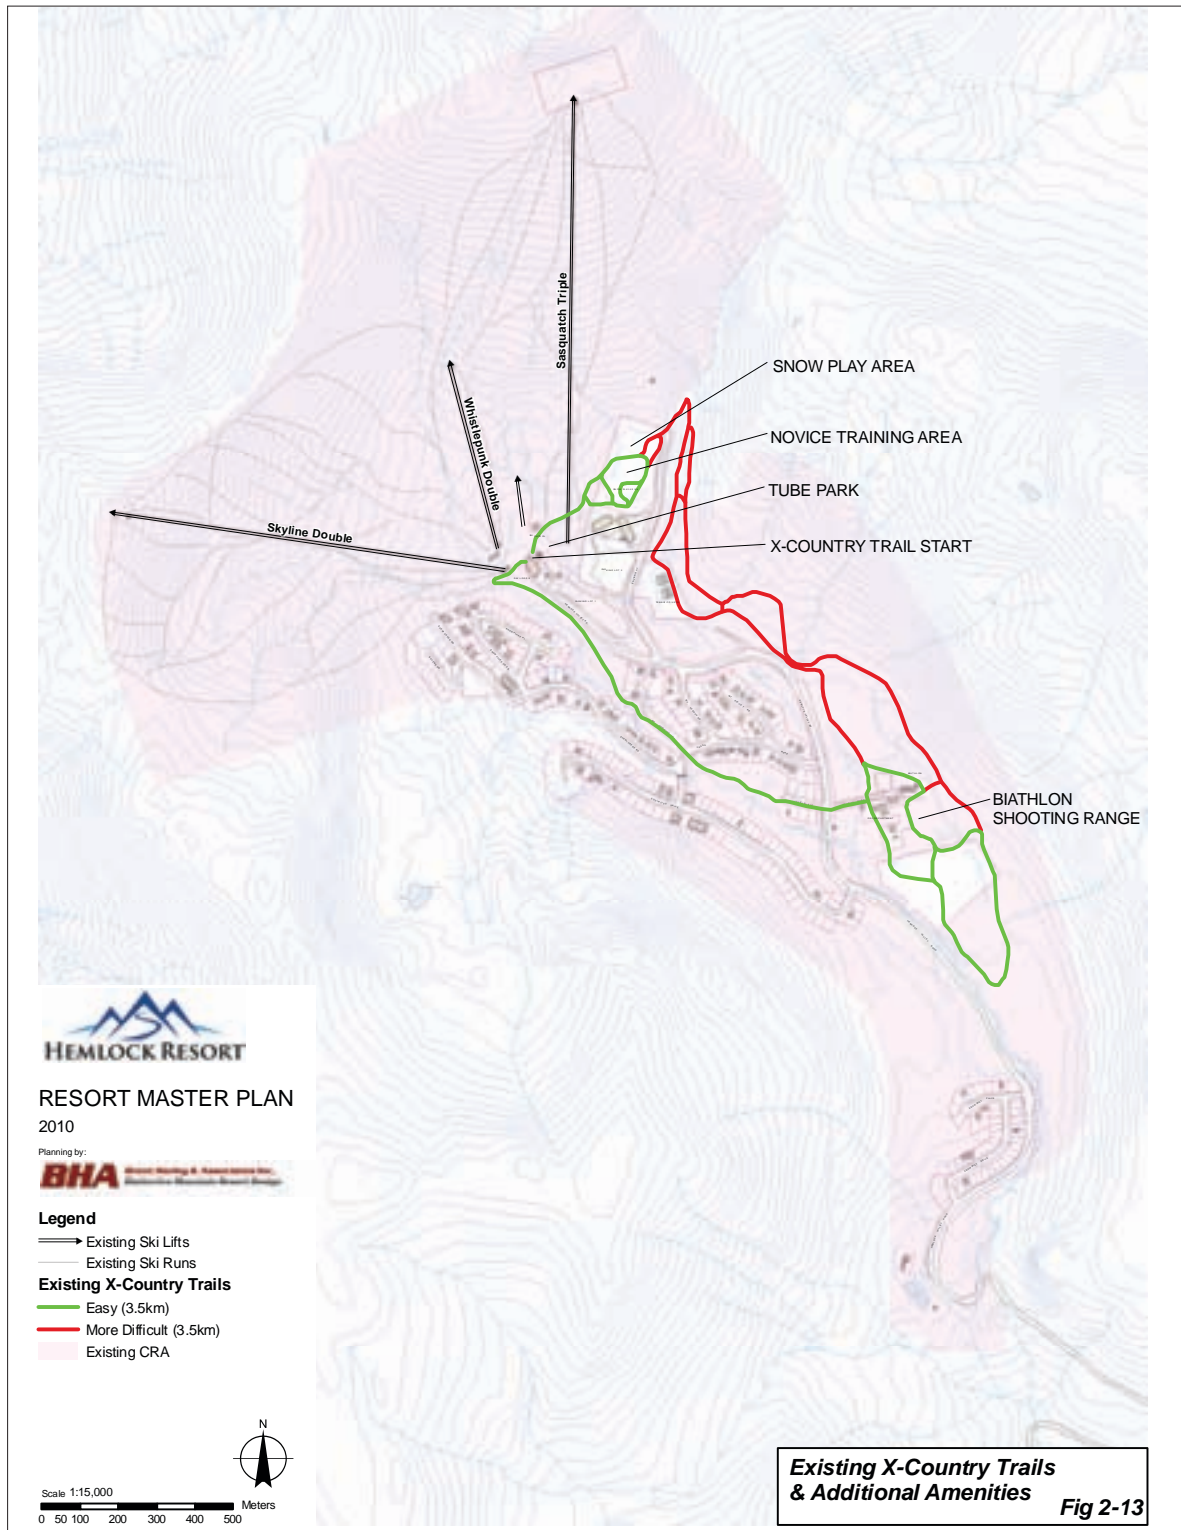 Sasquatch Triple
Whistlepunk Double
Skyline Double
SNOW PLAY AREA
NOVICE TRAINING AREA
TUBE PARK
X-COUNTRY TRAIL START
BIATHLON
SHOOTING RANGE
HEMLOCK RESORT
RESORT MASTER PLAN
2010
Planning by:
BHA
Legend
Existing Ski Lifts
Existing Ski Runs
Existing X-Country Trails
Easy (3.5km)
More Difficult (3.5km)
Existing CRA
N
Scale 1:15,000
Meters
0 50 100 200 300 400 500
Existing X-Country Trails
& Additional Amenities
Fig 2-13